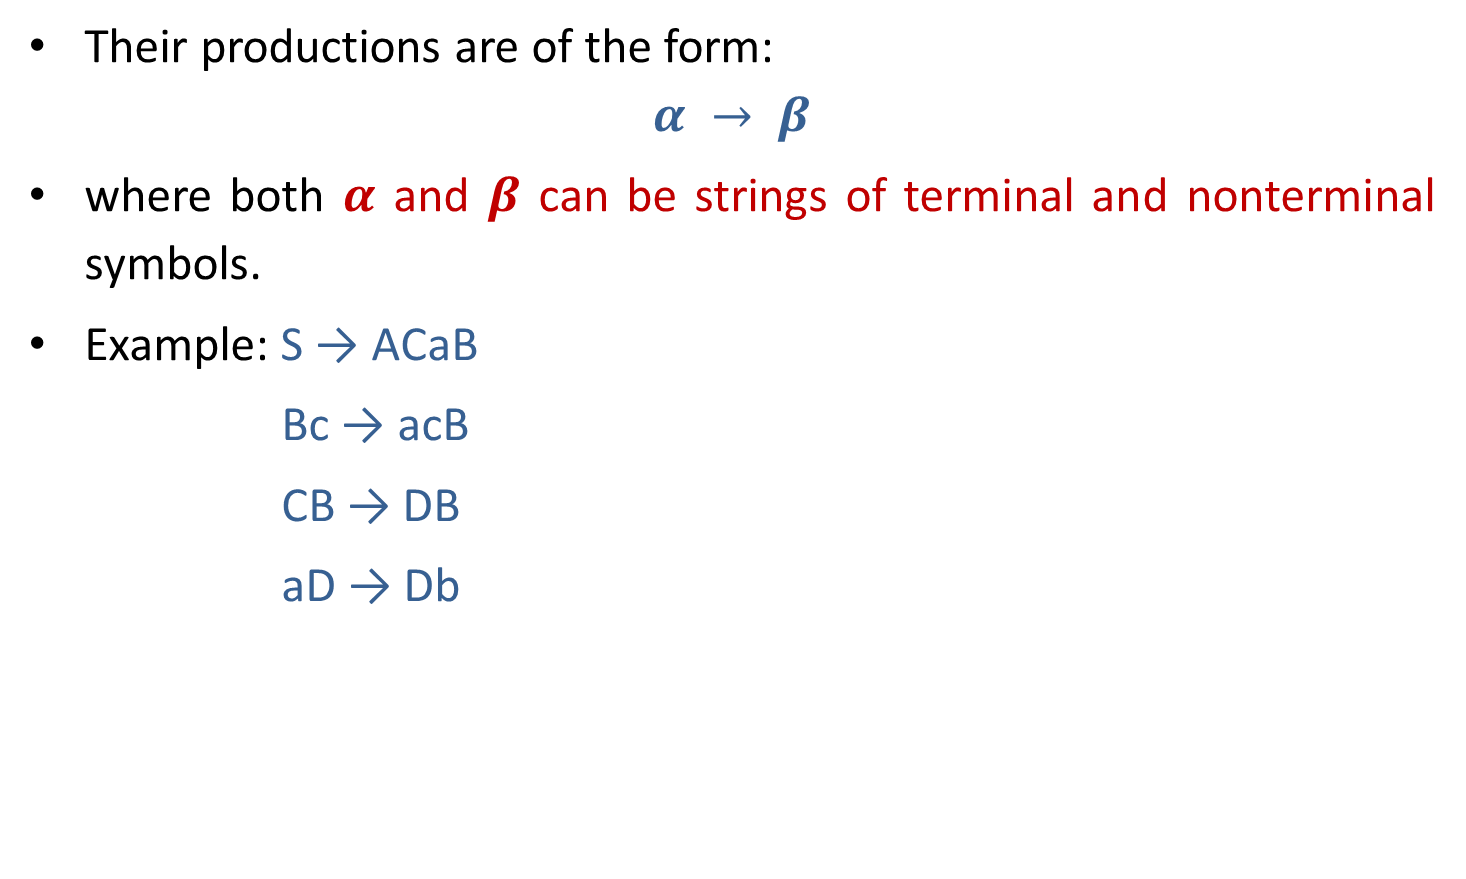 • Their productions are of the form:
α → β
• where both α and β can be strings of terminal and nonterminal
symbols.
• Example: S → ACaB
Bc → acB
CB → DB
aD → Db